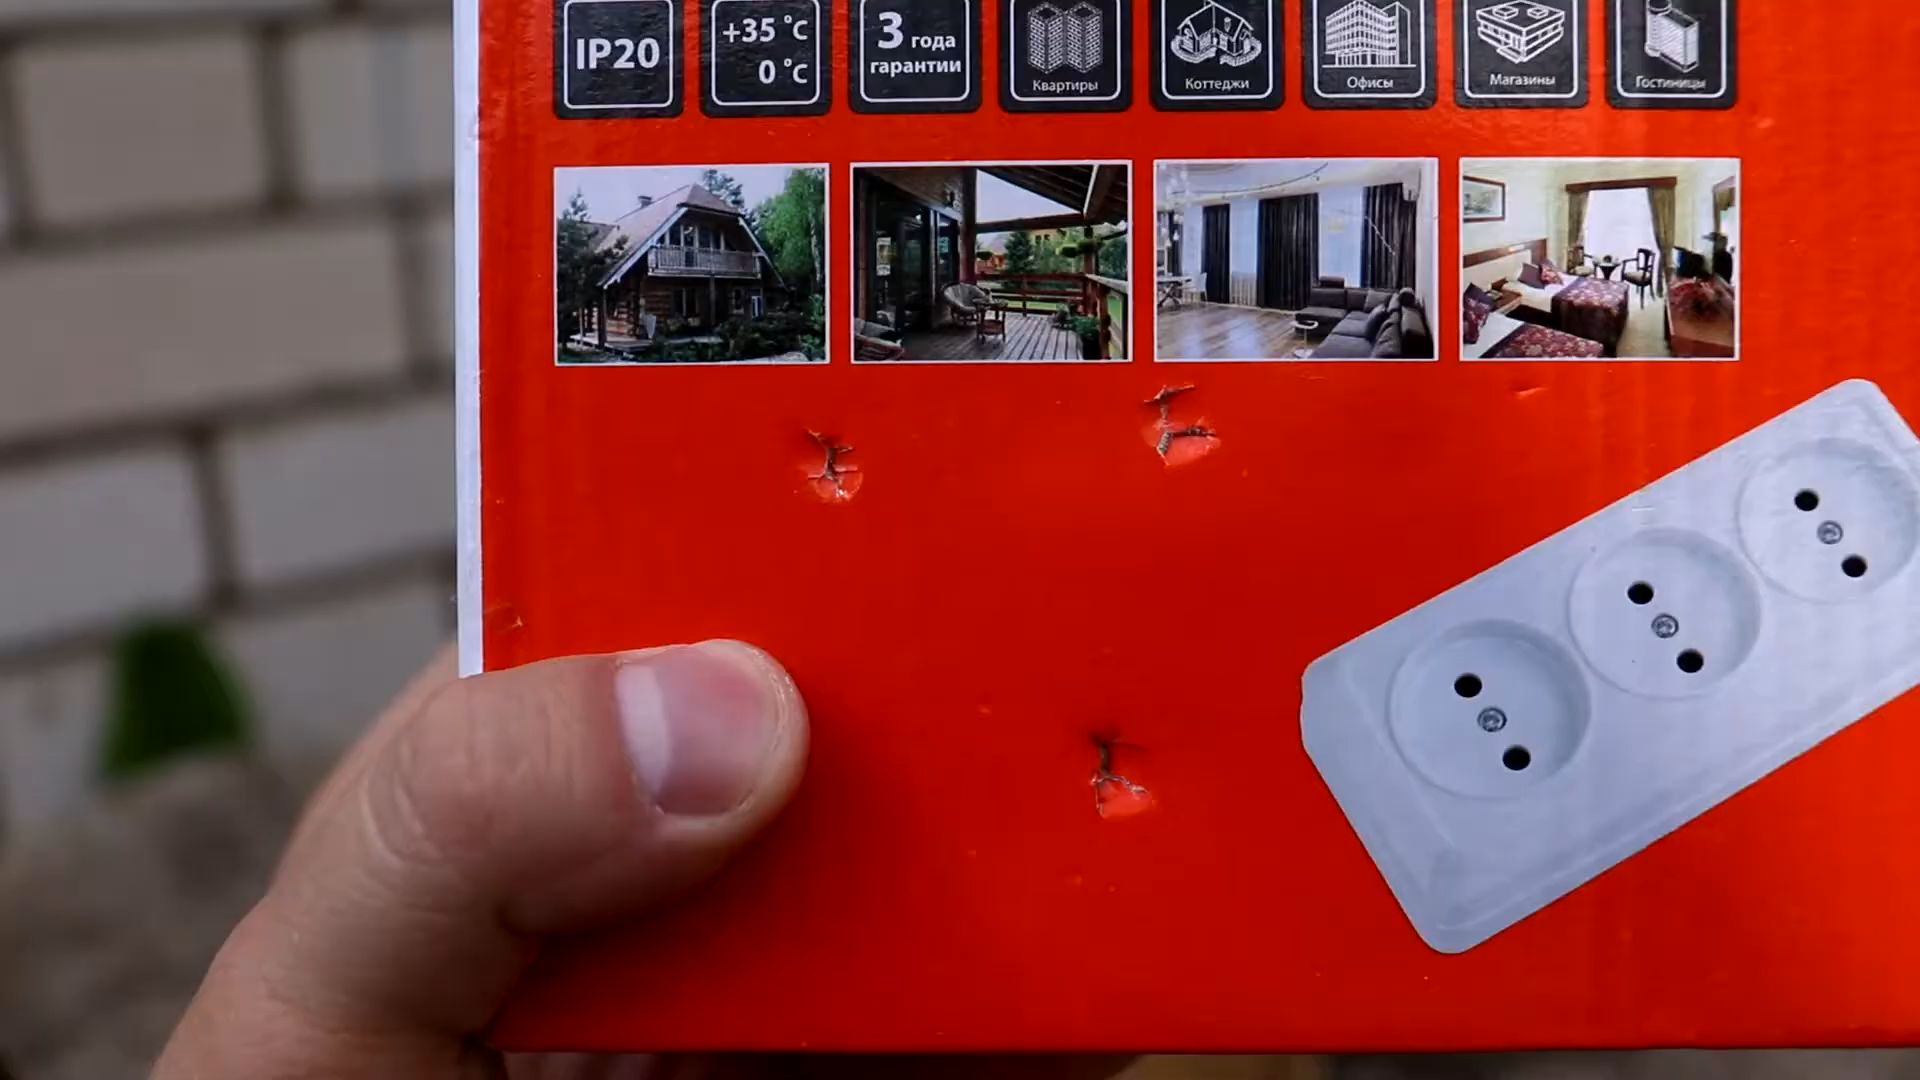 IP20
+35 °C
0 °C
3 года
гарантии
Квартиры
Коттеджи
Офисы
Магазины
Гостиницы